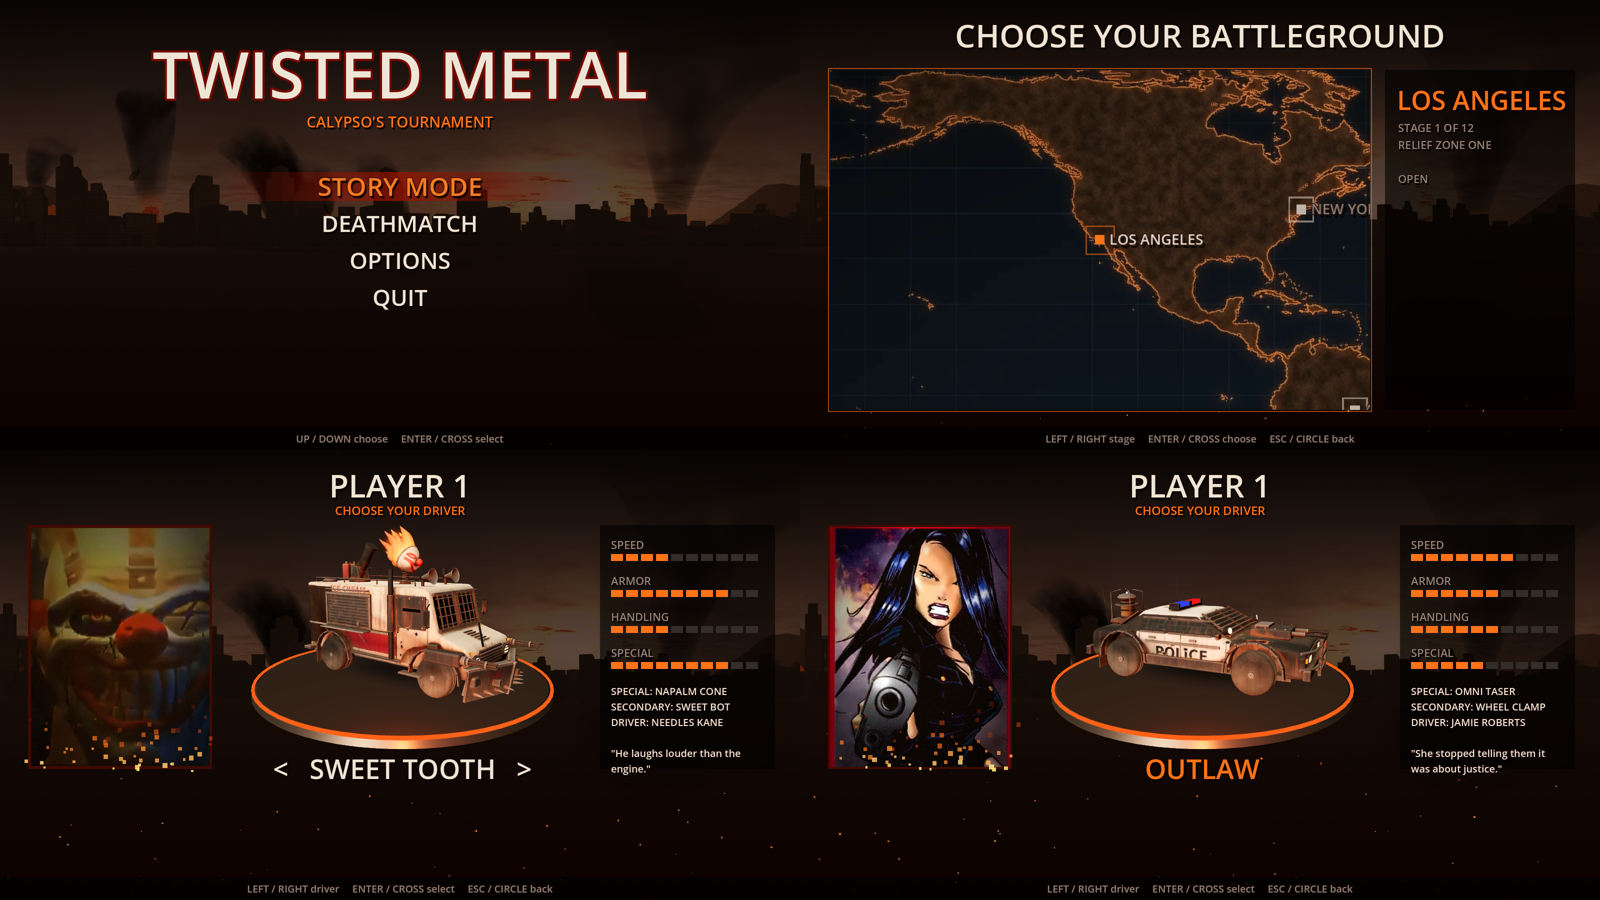 TWISTED METAL
CALYPSO'S TOURNAMENT
STORY MODE
DEATHMATCH
OPTIONS
QUIT
UP / DOWN choose ENTER / CROSS select
CHOOSE YOUR BATTLEGROUND
LOS ANGELES
NEW YO
LOS ANGELES
STAGE 1 OF 12
RELIEF ZONE ONE
OPEN
LEFT / RIGHT stage ENTER / CROSS choose ESC / CIRCLE back
PLAYER 1
CHOOSE YOUR DRIVER
ICE CREAM
< SWEET TOOTH >
SPEED
ARMOR
HANDLING
SPECIAL
SPECIAL: NAPALM CONE
SECONDARY: SWEET BOT
DRIVER: NEEDLES KANE
"He laughs louder than the
engine."
LEFT / RIGHT driver ENTER / CROSS select ESC / CIRCLE back
PLAYER 1
CHOOSE YOUR DRIVER
POLiCE
OUTLAW
SPEED
ARMOR
HANDLING
SPECIAL
SPECIAL: OMNI TASER
SECONDARY: WHEEL CLAMP
DRIVER: JAMIE ROBERTS
"She stopped telling them it
was about justice."
LEFT / RIGHT driver ENTER / CROSS select ESC / CIRCLE back